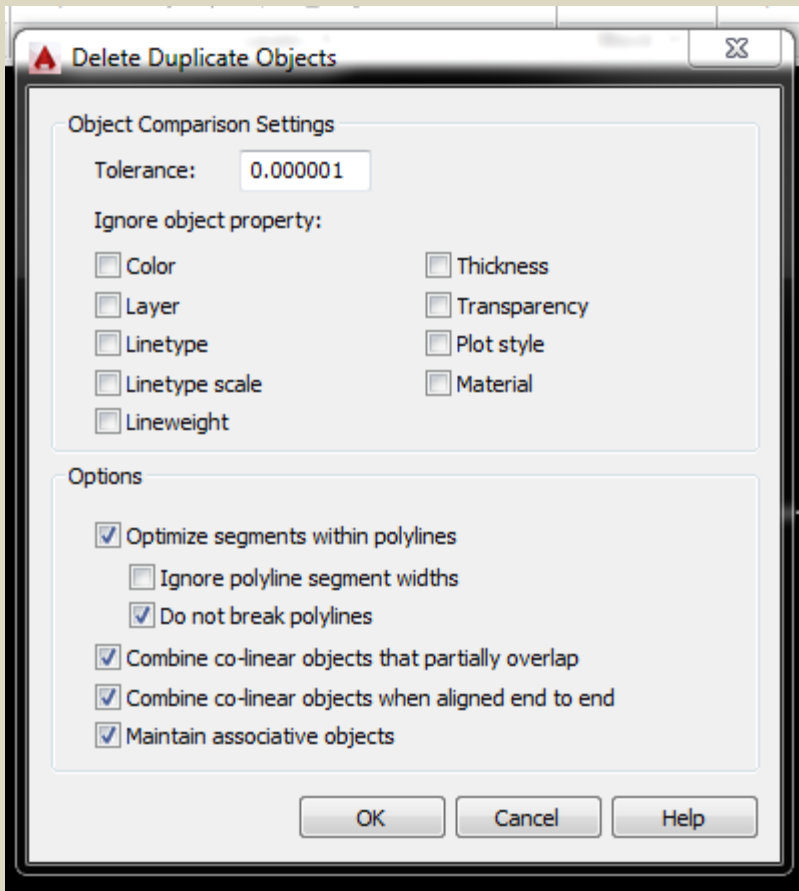 Delete Duplicate Objects
Object Comparison Settings
Tolerance: 0.000001
Ignore object property:
Color
Thickness
Layer
Transparency
Linetype
Plot style
Linetype scale
Material
Lineweight
Options
Optimize segments within polylines
Ignore polyline segment widths
Do not break polylines
Combine co-linear objects that partially overlap
Combine co-linear objects when aligned end to end
Maintain associative objects
OK
Cancel
Help